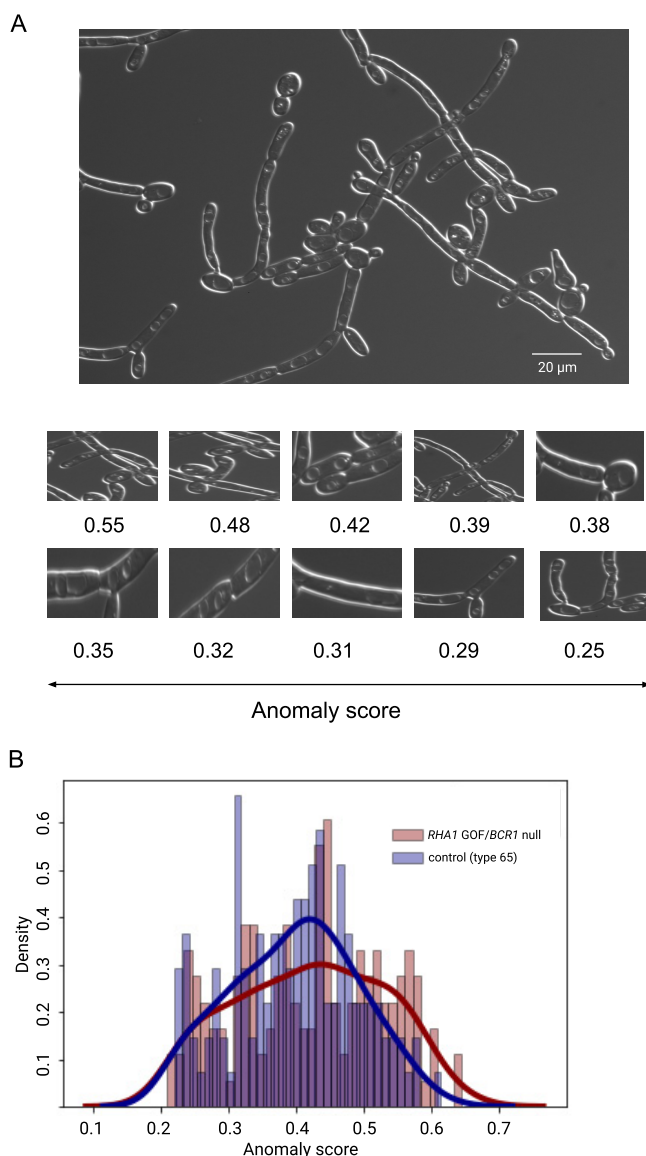 A
20 µm
0.55 0.48 0.42 0.39 0.38
0.35 0.32 0.31 0.29 0.25
Anomaly score
B
RHA1 GOF/BCR1 null
control (type 65)
Density
0.6
0.5
0.4
0.3
0.2
0.1
0.1 0.2 0.3 0.4 0.5 0.6 0.7
Anomaly score